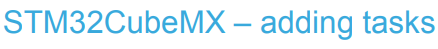 STM32CubeMX – adding tasks